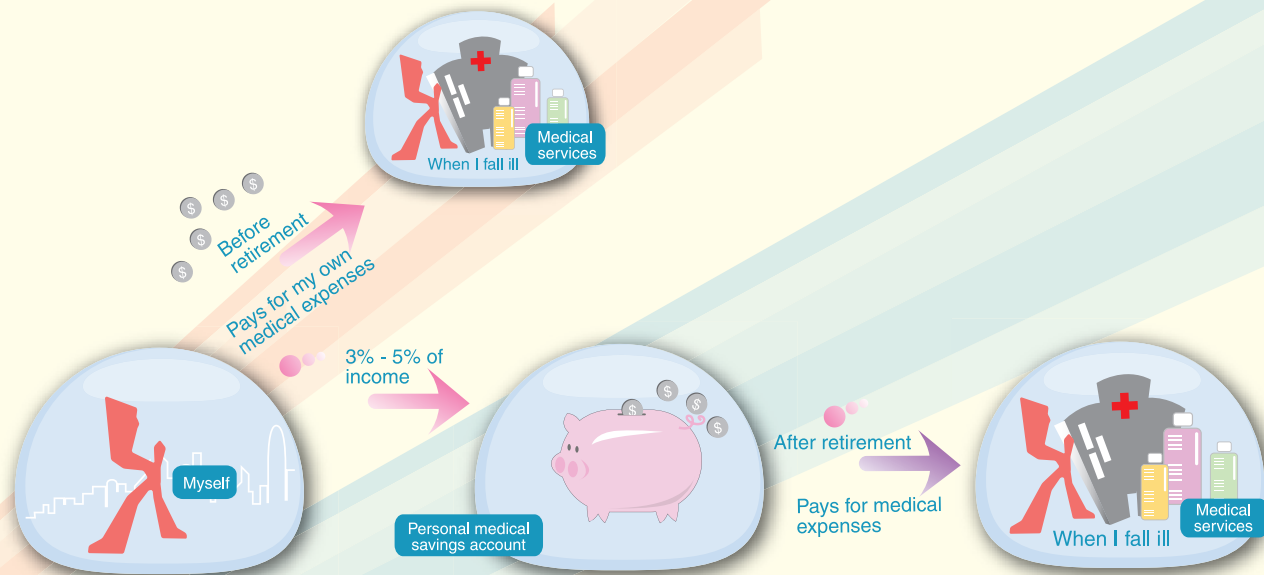 Medical
services
When I fall ill
$ $ $ $ $
Before
retirement
Pays for my own
medical expenses
3% - 5% of
income
Myself
$ $ $ $
Personal medical
savings account
After retirement
Pays for medical
expenses
Medical
services
When I fall ill